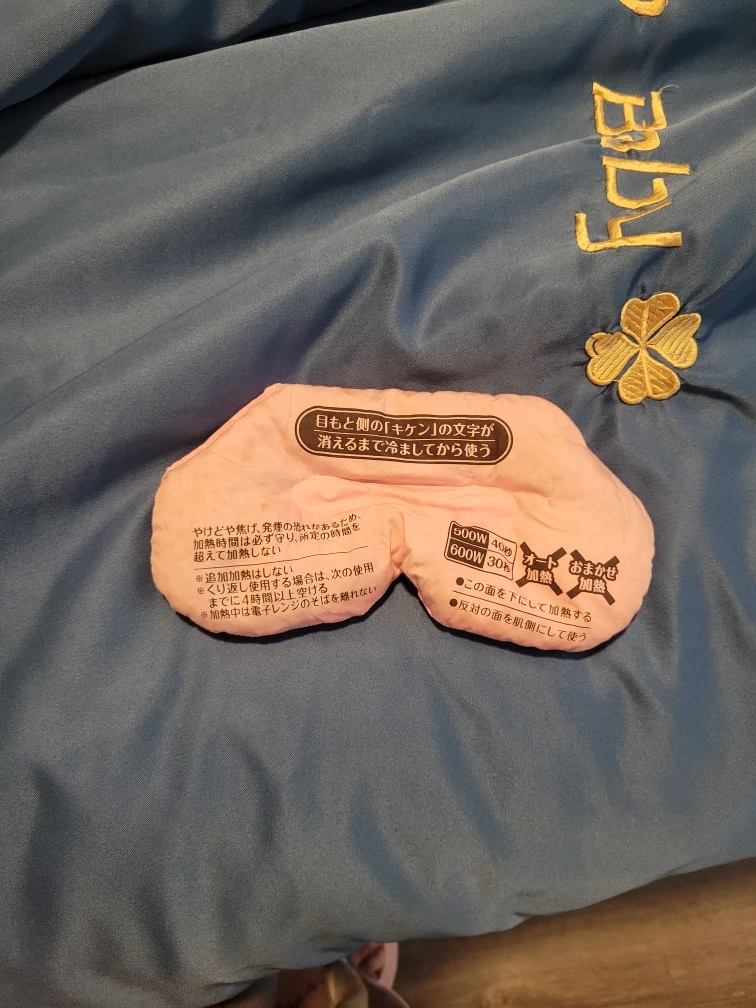 Baby
目もと側の「キケン」の文字が
消えるまで冷ましてから使う
やけどや焦げ、発煙の恐れがあるため、
加熱時間は必ず守り、所定の時間を
超えて加熱しない
※追加加熱はしない
※くり返し使用する場合は、次の使用
までに4時間以上空ける
※加熱中は電子レンジのそばを離れない
500W 40秒
600W 30秒
オート
加熱
おまかせ
加熱
●この面を下にして加熱する
●反対の面を肌側にして使う